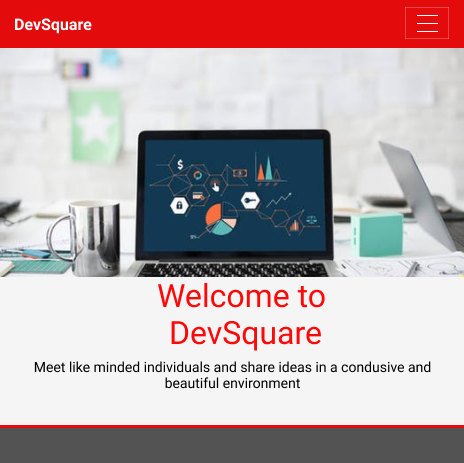 DevSquare
$
Welcome to
DevSquare
Meet like minded individuals and share ideas in a condusive and
beautiful environment